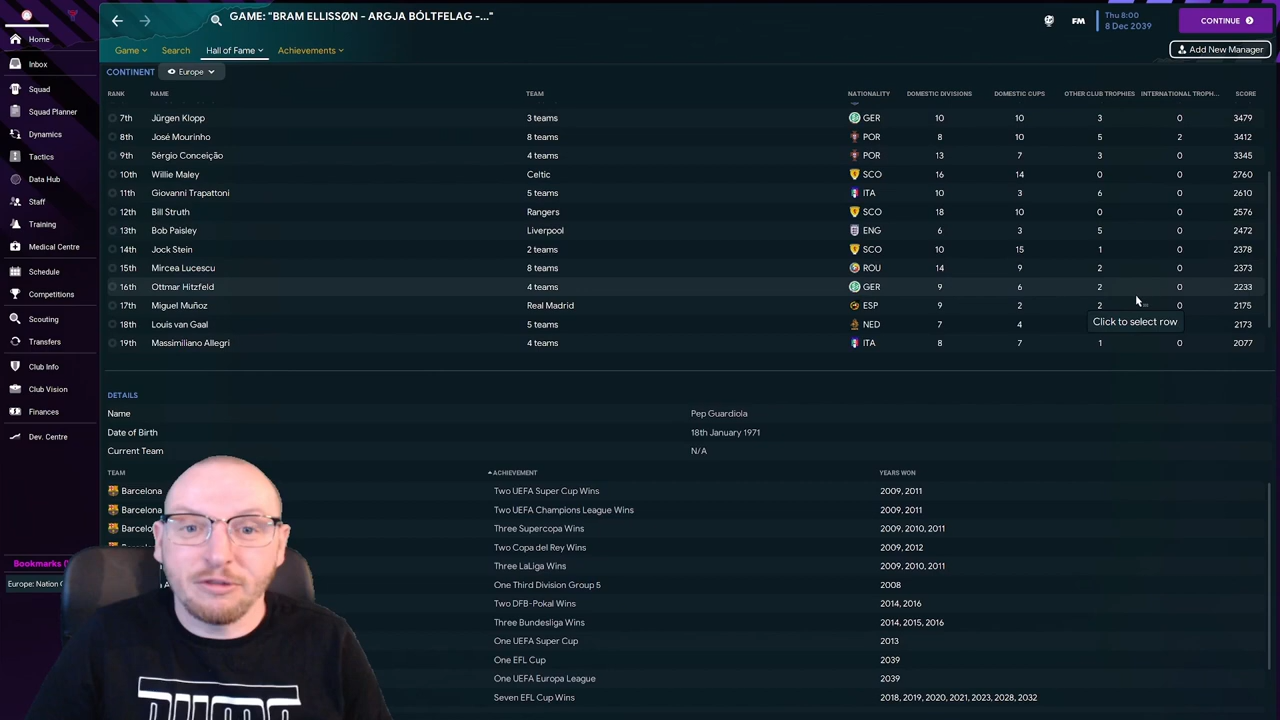 GAME: "BRAM ELLISSØN - ARGJA BÓLTFELAG -..."
Thu 8:00
8 Dec 2039
FM
CONTINUE
Game
Search
Hall of Fame
Achievements
Add New Manager
Home
Inbox
Squad
Squad Planner
Dynamics
Tactics
Data Hub
Staff
Training
Medical Centre
Schedule
Competitions
Scouting
Transfers
Club Info
Club Vision
Finances
Dev. Centre
Bookmarks (
Europe: Nation
CONTINENT Europe
RANK NAME TEAM NATIONALITY DOMESTIC DIVISIONS DOMESTIC CUPS OTHER CLUB TROPHIES INTERNATIONAL TROPH... SCORE
7th Jürgen Klopp 3 teams GER 10 10 3 0 3479
8th José Mourinho 8 teams POR 8 10 5 2 3412
9th Sérgio Conceição 4 teams POR 13 7 3 0 3345
10th Willie Maley Celtic SCO 16 14 0 0 2760
11th Giovanni Trapattoni 5 teams ITA 10 3 6 0 2610
12th Bill Struth Rangers SCO 18 10 0 0 2576
13th Bob Paisley Liverpool ENG 6 3 5 0 2472
14th Jock Stein 2 teams SCO 10 15 1 0 2378
15th Mircea Lucescu 8 teams ROU 14 9 2 0 2373
16th Ottmar Hitzfeld 4 teams GER 9 6 2 0 2233
17th Miguel Muñoz Real Madrid ESP 9 2 2 0 2175
18th Louis van Gaal 5 teams NED 7 4 2173
Click to select row
19th Massimiliano Allegri 4 teams ITA 8 7 1 0 2077
DETAILS
Name Pep Guardiola
Date of Birth 18th January 1971
Current Team N/A
TEAM ACHIEVEMENT YEARS WON
Barcelona Two UEFA Super Cup Wins 2009, 2011
Barcelona Two UEFA Champions League Wins 2009, 2011
Barcelo Three Supercopa Wins 2009, 2010, 2011
Two Copa del Rey Wins 2009, 2012
Three LaLiga Wins 2009, 2010, 2011
One Third Division Group 5 2008
Two DFB-Pokal Wins 2014, 2016
Three Bundesliga Wins 2014, 2015, 2016
One UEFA Super Cup 2013
One EFL Cup 2039
One UEFA Europa League 2039
Seven EFL Cup Wins 2018, 2019, 2020, 2021, 2023, 2028, 2032